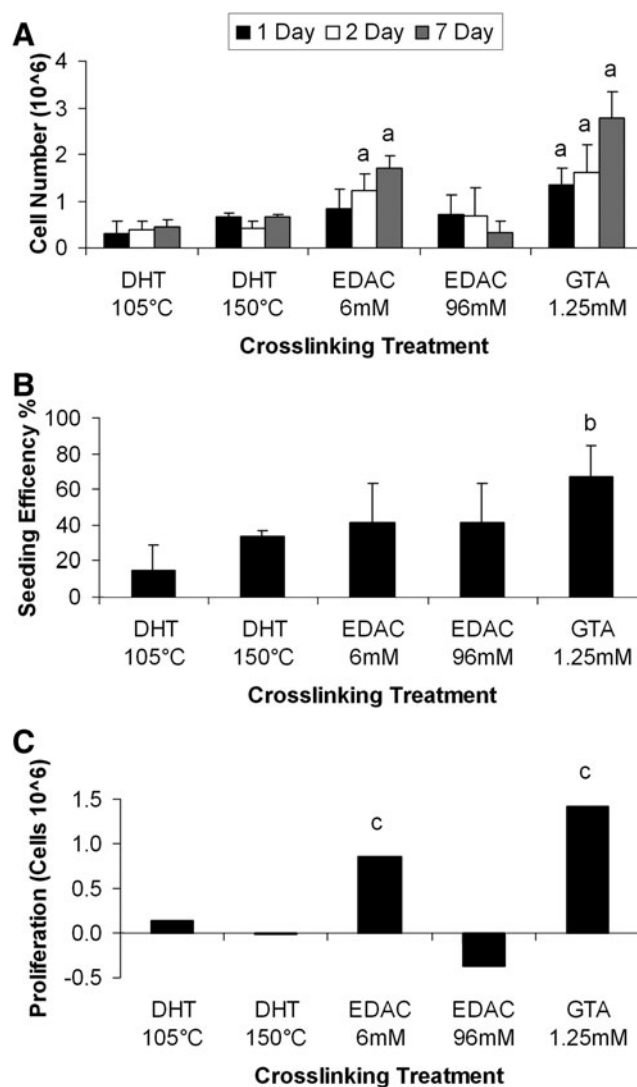 A
1 Day 2 Day 7 Day
Cell Number (10^6)
4
3
2
1
0
a a a a a
DHT 105°C
DHT 150°C
EDAC 6mM
EDAC 96mM
GTA 1.25mM
Crosslinking Treatment
B
Seeding Efficency %
100
80
60
40
20
0
b
DHT 105°C
DHT 150°C
EDAC 6mM
EDAC 96mM
GTA 1.25mM
Crosslinking Treatment
C
Proliferation (Cells 10^6)
1.5
1.0
0.5
0.0
-0.5
c c
DHT 105°C
DHT 150°C
EDAC 6mM
EDAC 96mM
GTA 1.25mM
Crosslinking Treatment